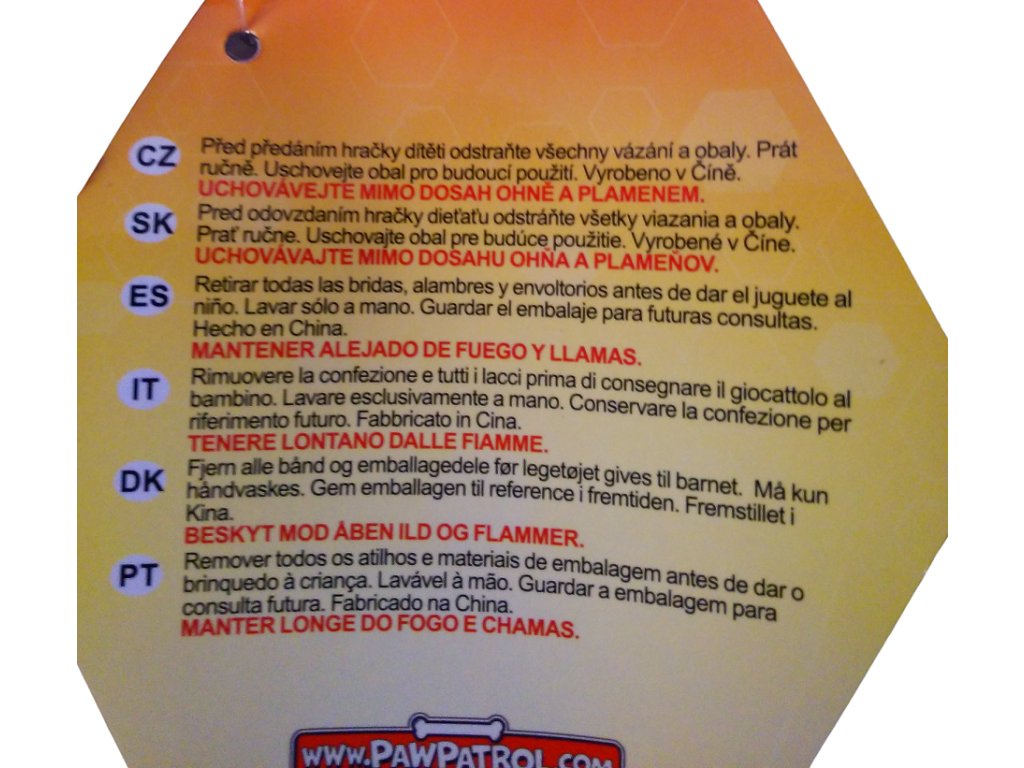 CZ Před předáním hračky dítěti odstraňte všechny vázání a obaly. Prát
ručně. Uschovejte obal pro budoucí použití. Vyrobeno v Číně.
UCHOVÁVEJTE MIMO DOSAH OHNĚ A PLAMENEM.
SK Pred odovzdaním hračky dieťaťu odstráňte všetky viazania a obaly.
Prať ručne. Uschovajte obal pre budúce použitie. Vyrobené v Číne.
UCHOVÁVAJTE MIMO DOSAHU OHŇA A PLAMEŇOV.
ES Retirar todas las bridas, alambres y envoltorios antes de dar el juguete al
niño. Lavar sólo a mano. Guardar el embalaje para futuras consultas.
Hecho en China.
MANTENER ALEJADO DE FUEGO Y LLAMAS.
IT Rimuovere la confezione e tutti i lacci prima di consegnare il giocattolo al
bambino. Lavare esclusivamente a mano. Conservare la confezione per
riferimento futuro. Fabbricato in Cina.
TENERE LONTANO DALLE FIAMME.
DK Fjern alle bånd og emballagedele før legetøjet gives til barnet. Må kun
håndvaskes. Gem emballagen til reference i fremtiden. Fremstillet i
Kina.
BESKYT MOD ÅBEN ILD OG FLAMMER.
PT Remover todos os atilhos e materiais de embalagem antes de dar o
brinquedo à criança. Lavável à mão. Guardar a embalagem para
consulta futura. Fabricado na China.
MANTER LONGE DO FOGO E CHAMAS.
WWW.PAWPATROL.COM